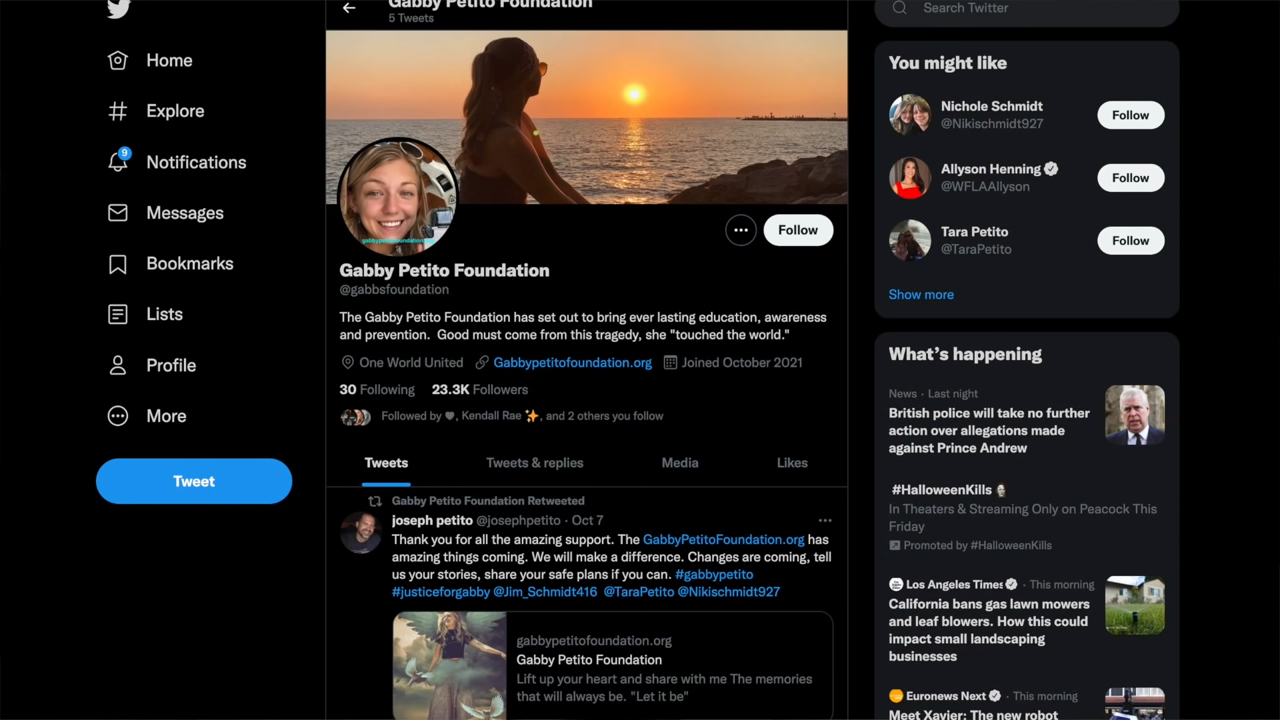 Home
Explore
9
Notifications
Messages
Bookmarks
Lists
Profile
More
Tweet
Gabby Petito Foundation
5 Tweets
Follow
Gabby Petito Foundation
@gabbsfoundation
The Gabby Petito Foundation has set out to bring ever lasting education, awareness
and prevention. Good must come from this tragedy, she "touched the world."
One World United Gabbypetitofoundation.org Joined October 2021
30 Following 23.3K Followers
Followed by 🖤, Kendall Rae ✨, and 2 others you follow
Tweets Tweets & replies Media Likes
Gabby Petito Foundation Retweeted
joseph petito @josephpetito · Oct 7
Thank you for all the amazing support. The GabbyPetitoFoundation.org has
amazing things coming. We will make a difference. Changes are coming, tell
us your stories, share your safe plans if you can. #gabbypetito
#justiceforgabby @Jim_Schmidt416 @TaraPetito @Nikischmidt927
gabbypetitofoundation.org
Gabby Petito Foundation
Lift up your heart and share with me The memories
that will always be. "Let it be"
Search Twitter
You might like
Nichole Schmidt
@Nikischmidt927
Follow
Allyson Henning
@WFLAAllyson
Follow
Tara Petito
@TaraPetito
Follow
Show more
What's happening
News · Last night
British police will take no further
action over allegations made
against Prince Andrew
#HalloweenKills
In Theaters & Streaming Only on Peacock This
Friday
Promoted by #HalloweenKills
Los Angeles Times · This morning
California bans gas lawn mowers
and leaf blowers. How this could
impact small landscaping
businesses
Euronews Next · This morning
Meet Xavier: The new robot